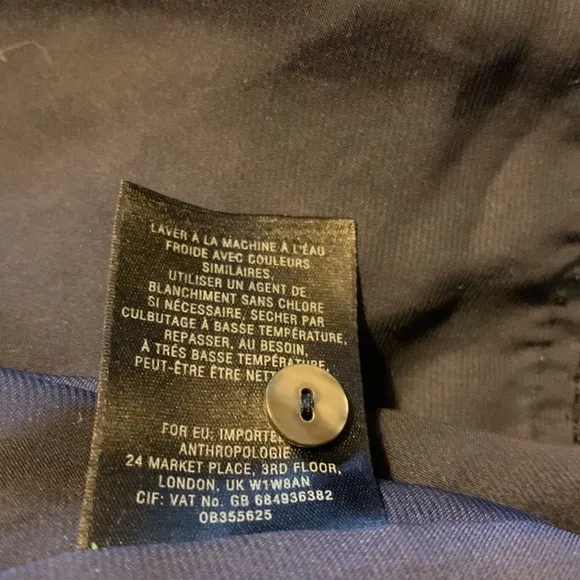 LAVER À LA MACHINE À L'EAU
FROIDE AVEC COULEURS
SIMILAIRES,
UTILISER UN AGENT DE
BLANCHIMENT SANS CHLORE
SI NÉCESSAIRE, SECHER PAR
CULBUTAGE À BASSE TEMPÉRATURE,
REPASSER, AU BESOIN,
À TRÈS BASSE TEMPÉRATURE,
PEUT-ÊTRE ÊTRE
FOR EU:
ANTHROPOLOGIE
24 MARKET PLACE, 3RD FLOOR,
LONDON, UK W1W8AN
CIF: VAT No. GB 684936382
OB355625